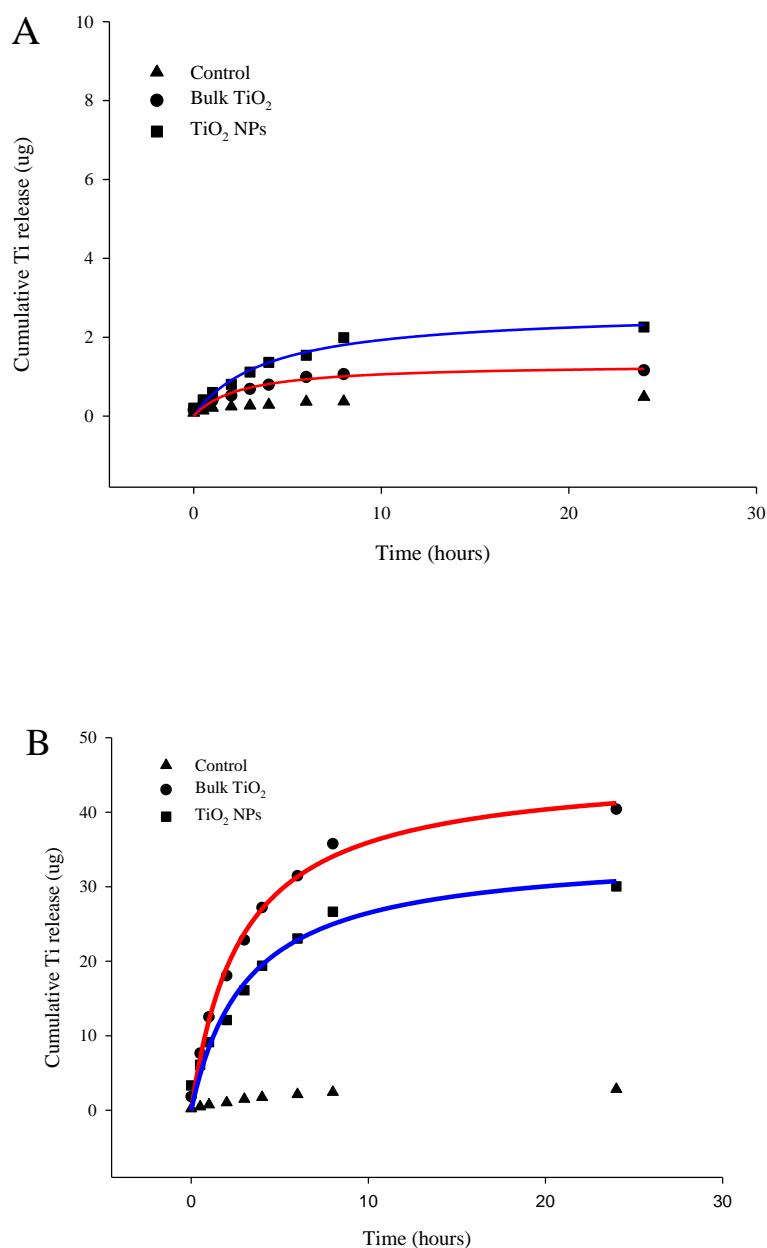 A
10
Control
Bulk TiO2
8
TiO2 NPs
6
4
2
0
Cumulative Ti release (ug)
0 10 20 30
Time (hours)
B
50
Control
Bulk TiO2
TiO2 NPs
40
30
20
10
0
Cumulative Ti release (ug)
0 10 20 30
Time (hours)